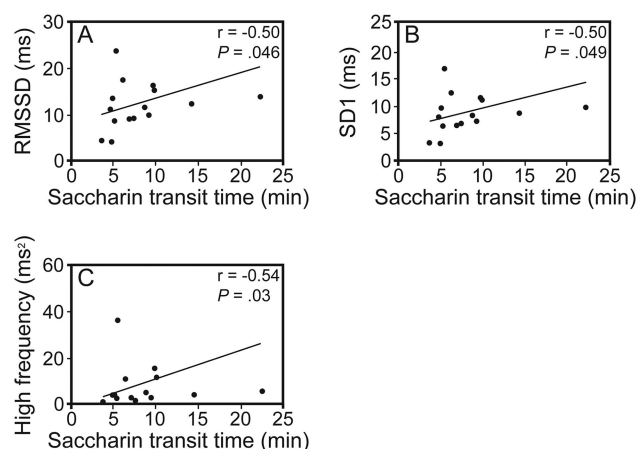 A
r = -0.50
P = .046
RMSSD (ms)
30
20
10
0
0 5 10 15 20 25
Saccharin transit time (min)
B
r = -0.50
P = .049
SD1 (ms)
25
20
15
10
5
0
0 5 10 15 20 25
Saccharin transit time (min)
C
r = -0.54
P = .03
High frequency (ms²)
60
40
20
0
0 5 10 15 20 25
Saccharin transit time (min)